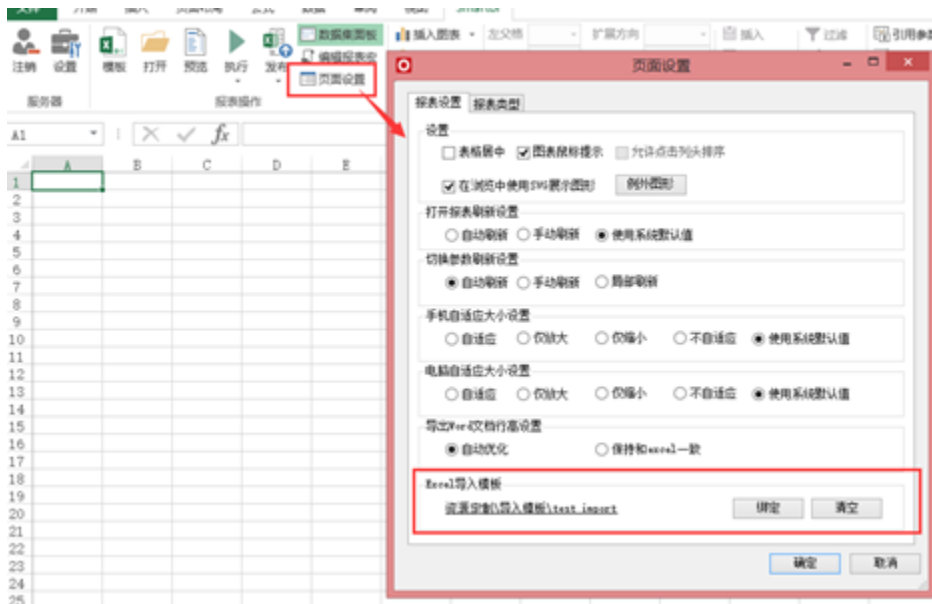 数据集面板 插入图表 左父格 扩展方向 插入 过滤 引用参数
编辑报表宏
页面设置
注销 设置 模板 打开 预览 执行 发布
服务器 报表操作
A1 fx
A B C D E
1
2
3
4
5
6
7
8
9
10
11
12
13
14
15
16
17
18
19
20
21
22
23
24
25
页面设置
报表设置 报表类型
设置
表格居中 图表鼠标提示 允许点击列头排序
在浏览中使用SVG展示图形 例外图形
打开报表刷新设置
自动刷新 手动刷新 使用系统默认值
切换参数刷新设置
自动刷新 手动刷新 局部刷新
手机自适应大小设置
自适应 仅放大 仅缩小 不自适应 使用系统默认值
电脑自适应大小设置
自适应 仅放大 仅缩小 不自适应 使用系统默认值
导出Word文档行高设置
自动优化 保持和excel一致
Excel导入模板
资源定制\导入模板\test_import 绑定 清空
确定 取消